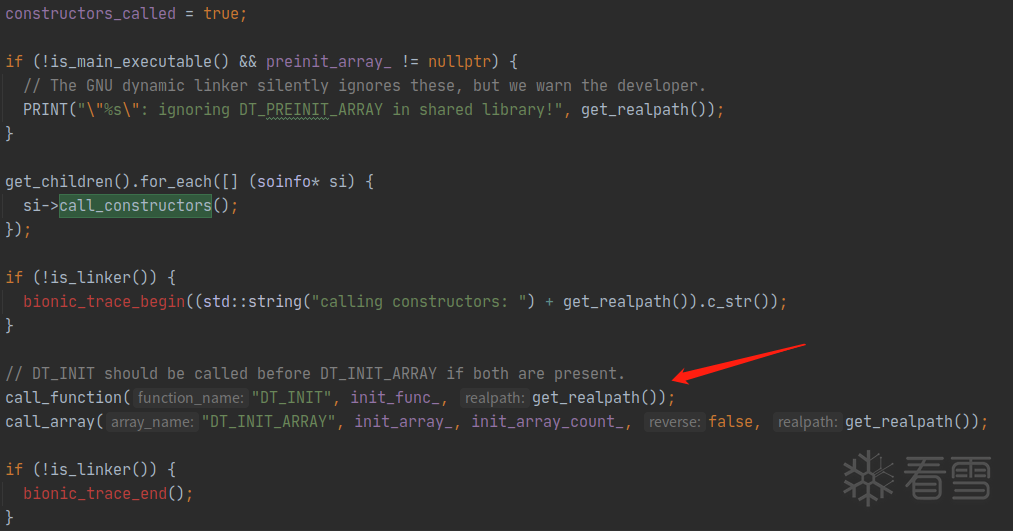 constructors_called = true;
if (!is_main_executable() && preinit_array_ != nullptr) {
// The GNU dynamic linker silently ignores these, but we warn the developer.
PRINT("\"%s\": ignoring DT_PREINIT_ARRAY in shared library!", get_realpath());
}
get_children().for_each([] (soinfo* si) {
si->call_constructors();
});
if (!is_linker()) {
bionic_trace_begin((std::string("calling constructors: ") + get_realpath()).c_str());
}
// DT_INIT should be called before DT_INIT_ARRAY if both are present.
call_function( function_name: "DT_INIT", init_func_, realpath: get_realpath());
call_array( array_name: "DT_INIT_ARRAY", init_array_, init_array_count_, reverse: false, realpath: get_realpath());
if (!is_linker()) {
bionic_trace_end();
}
看雪